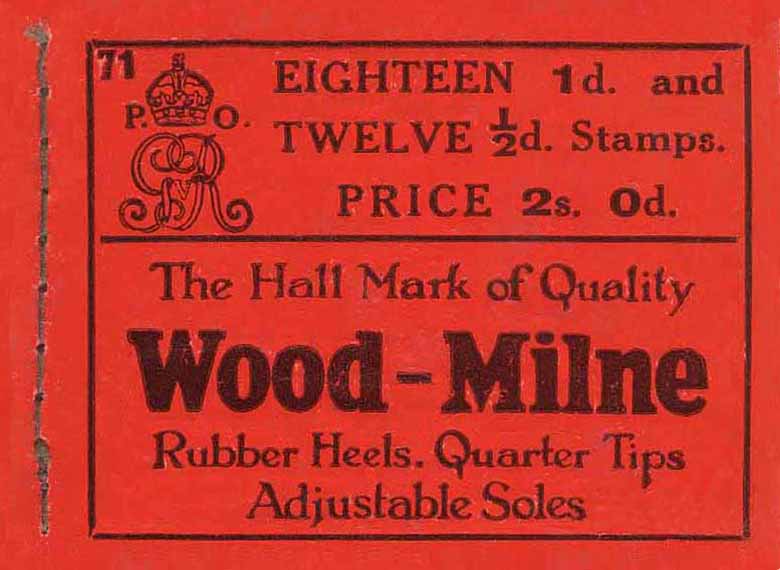 71
P. O.
EIGHTEEN 1d. and
TWELVE ½d. Stamps.
PRICE 2s. 0d.
The Hall Mark of Quality
Wood-Milne
Rubber Heels. Quarter Tips
Adjustable Soles